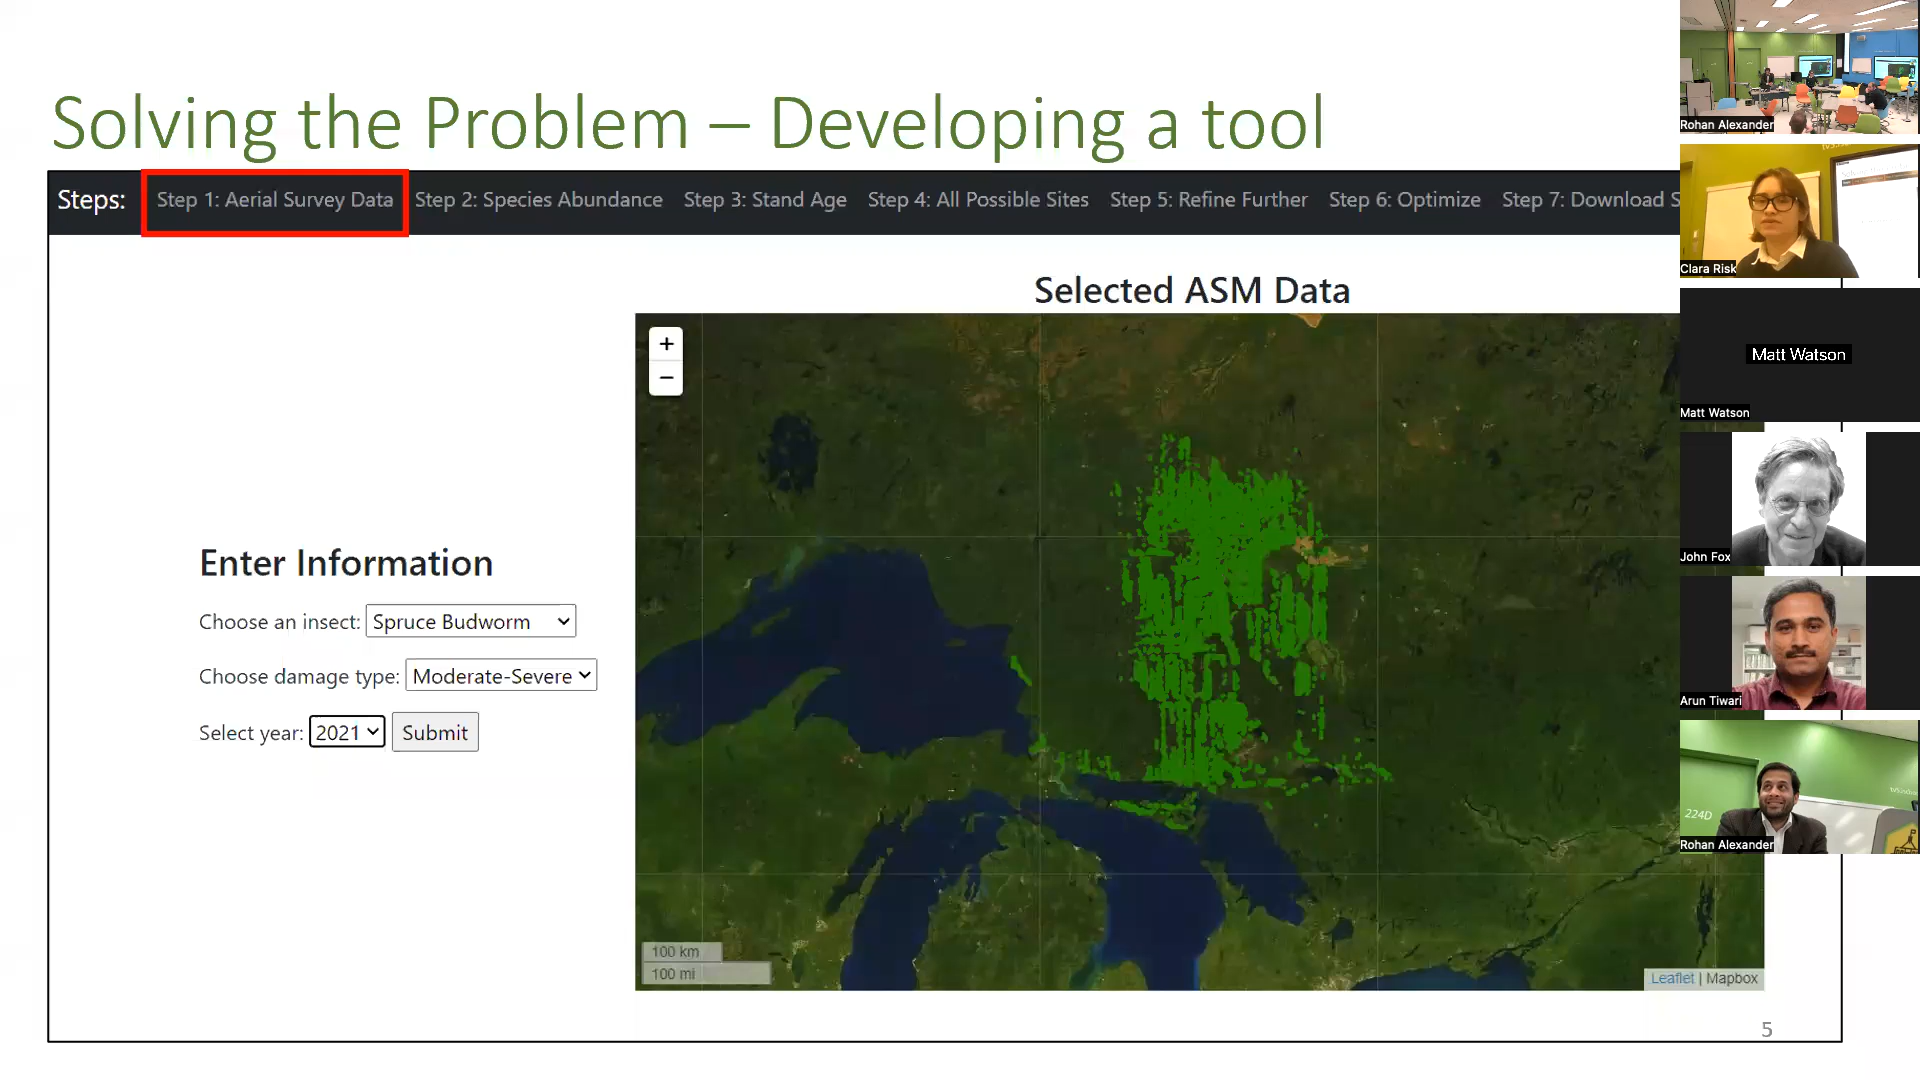 Solving the Problem – Developing a tool
Steps:
Step 1: Aerial Survey Data
Step 2: Species Abundance
Step 3: Stand Age
Step 4: All Possible Sites
Step 5: Refine Further
Step 6: Optimize
Step 7: Download S
Selected ASM Data
+
−
Enter Information
Choose an insect: Spruce Budworm
Choose damage type: Moderate-Severe
Select year: 2021 Submit
100 km
100 mi
Leaflet | Mapbox
5
Rohan Alexander
Clara Risk
Matt Watson
Matt Watson
John Fox
Arun Tiwari
224D
Rohan Alexander